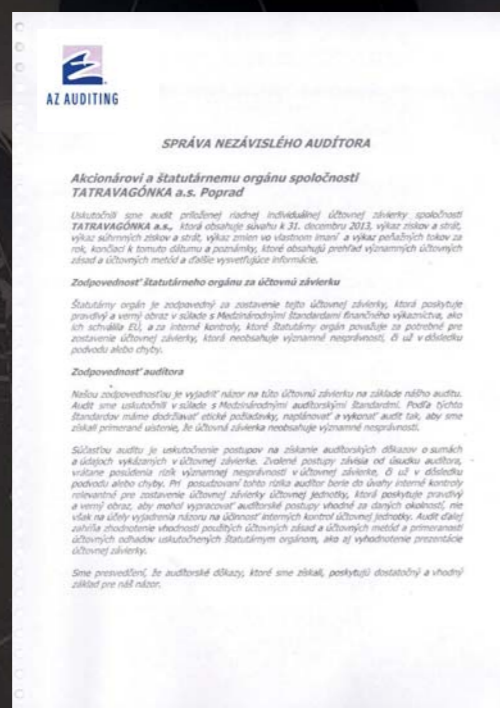 AZ AUDITING
SPRÁVA NEZÁVISLÉHO AUDÍTORA
Akcionárovi a štatutárnemu orgánu spoločnosti
TATRAVAGÓNKA a.s. Poprad
Uskutočnili sme audit priloženej riadnej individuálnej účtovnej závierky spoločnosti
TATRAVAGÓNKA a.s., ktorá obsahuje súvahu k 31. decembru 2013, výkaz ziskov a strát,
výkaz súhrnných ziskov a strát, výkaz zmien vo vlastnom imaní a výkaz peňažných tokov za
rok, končiaci k tomuto dátumu a poznámky, ktoré obsahujú prehľad významných účtovných
zásad a účtovných metód a ďalšie vysvetľujúce informácie.
Zodpovednosť štatutárneho orgánu za účtovnú závierku
Štatutárny orgán je zodpovedný za zostavenie tejto účtovnej závierky, ktorá poskytuje
pravdivý a verný obraz v súlade s Medzinárodnými štandardami finančného výkazníctva, ako
ich schválila EÚ, a za interné kontroly, ktoré štatutárny orgán považuje za potrebné pre
zostavenie účtovnej závierky, ktorá neobsahuje významné nesprávnosti, či už v dôsledku
podvodu alebo chyby.
Zodpovednosť audítora
Našou zodpovednosťou je vyjadriť názor na túto účtovnú závierku na základe nášho auditu.
Audit sme uskutočnili v súlade s Medzinárodnými audítorskými štandardmi. Podľa týchto
štandardov máme dodržiavať etické požiadavky, naplánovať a vykonať audit tak, aby sme
získali primerané uistenie, že účtovná závierka neobsahuje významné nesprávnosti.
Súčasťou auditu je uskutočnenie postupov na získanie audítorských dôkazov o sumách
a údajoch vykázaných v účtovnej závierke. Zvolené postupy závisia od úsudku audítora,
vrátane posúdenia rizík významnej nesprávnosti v účtovnej závierke, či už v dôsledku
podvodu alebo chyby. Pri posudzovaní tohto rizika audítor berie do úvahy interné kontroly
relevantné pre zostavenie účtovnej závierky účtovnej jednotky, ktorá poskytuje pravdivý
a verný obraz, aby mohol vypracovať audítorské postupy vhodné za daných okolností, nie
však na účely vyjadrenia názoru na účinnosť interných kontrol účtovnej jednotky. Audit ďalej
zahŕňa zhodnotenie vhodnosti použitých účtovných zásad a účtovných metód a primeranosti
účtovných odhadov uskutočnených štatutárnym orgánom, ako aj vyhodnotenie prezentácie
účtovnej závierky.
Sme presvedčení, že audítorské dôkazy, ktoré sme získali, poskytujú dostatočný a vhodný
základ pre náš názor.